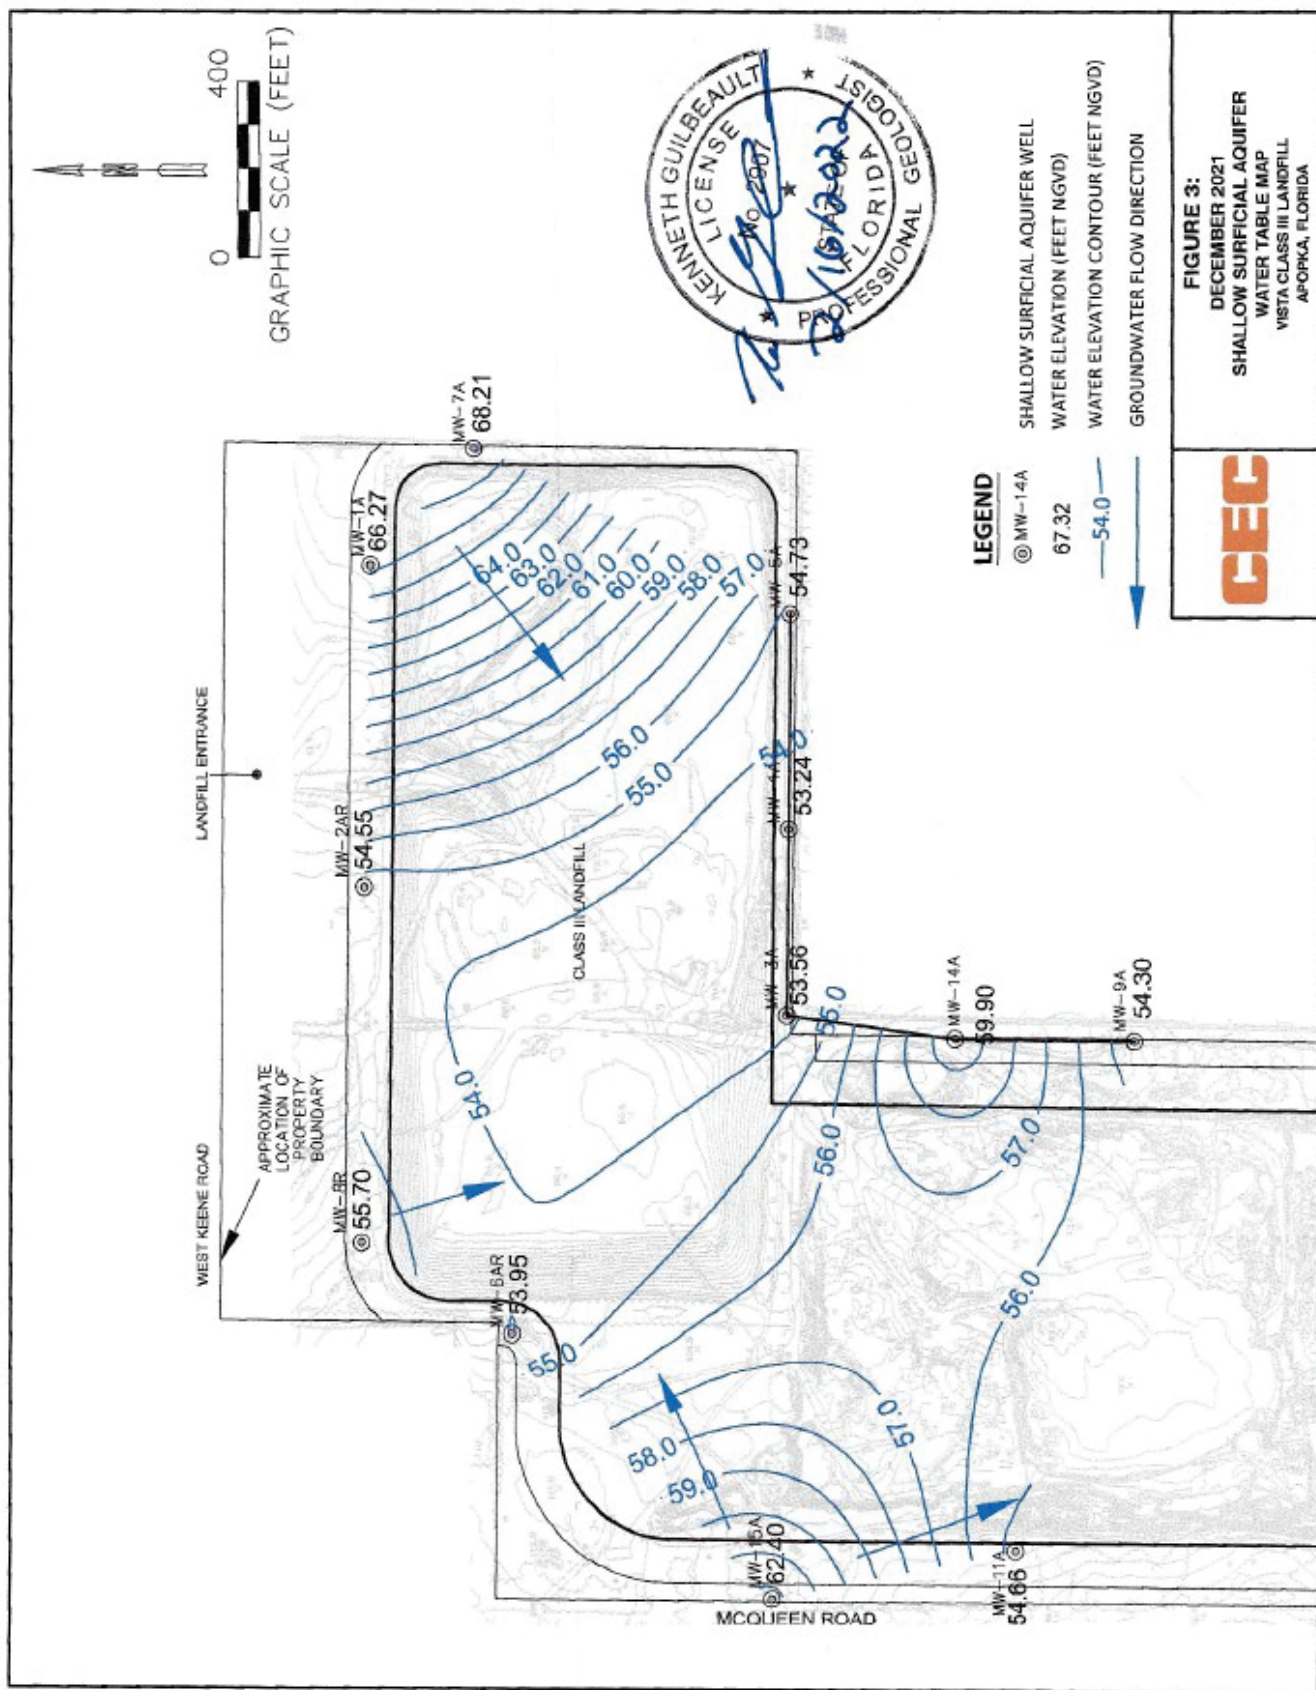 0 400
GRAPHIC SCALE (FEET)
N
LANDFILL ENTRANCE
WEST KEENE ROAD
APPROXIMATE
LOCATION OF
PROPERTY
BOUNDARY
MW-7A
68.21
MW-1A
66.27
MW-2AR
54.55
MW-8R
55.70
MW-6AR
53.95
64.0
63.0
62.0
61.0
60.0
59.0
58.0
57.0
56.0
55.0
54.0
54.0
CLASS III LANDFILL
MW-5A
54.73
MW-4A
53.24
MW-3A
53.56
55.0
55.0
56.0
MW-14A
59.90
MW-9A
54.30
57.0
56.0
57.0
58.0
59.0
MW-15A
62.40
MW-11A
54.66
MCQUEEN ROAD
KENNETH GUILBEAULT
LICENSE
No. 2907
STATE OF
FLORIDA
PROFESSIONAL GEOLOGIST
2/16/2022
LEGEND
MW-14A SHALLOW SURFICIAL AQUIFER WELL
67.32 WATER ELEVATION (FEET NGVD)
54.0 WATER ELEVATION CONTOUR (FEET NGVD)
GROUNDWATER FLOW DIRECTION
CEC
FIGURE 3:
DECEMBER 2021
SHALLOW SURFICIAL AQUIFER
WATER TABLE MAP
VISTA CLASS III LANDFILL
APOPKA, FLORIDA